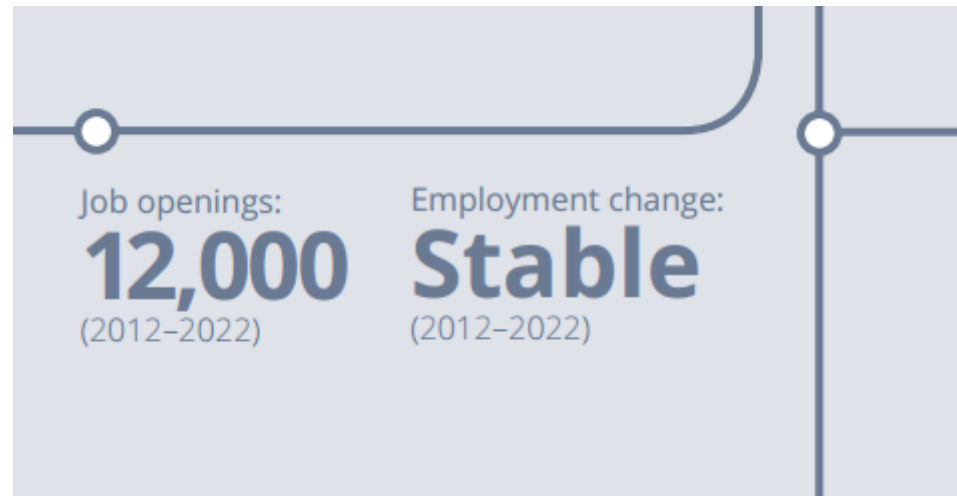 Job openings:
12,000
(2012–2022)
Employment change:
Stable
(2012–2022)